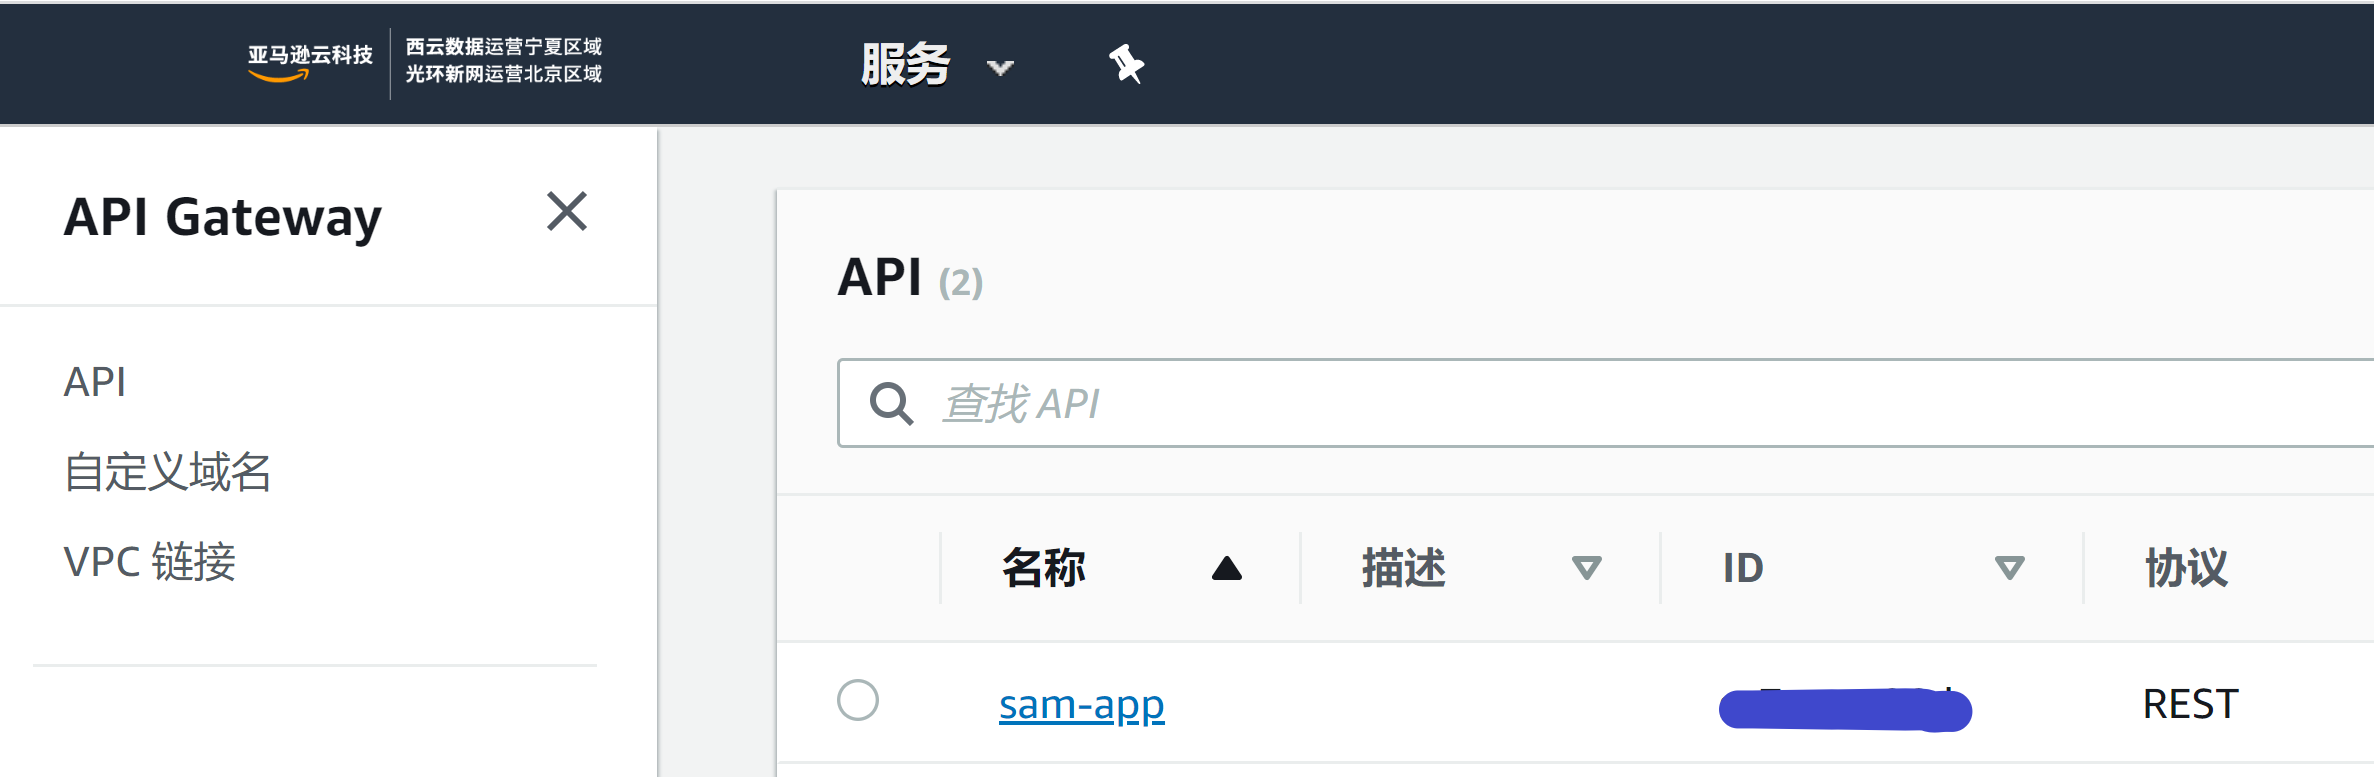 亚马逊云科技
西云数据运营宁夏区域
光环新网运营北京区域
服务
API Gateway
API
自定义域名
VPC 链接
API (2)
查找 API
名称 描述 ID 协议
sam-app REST